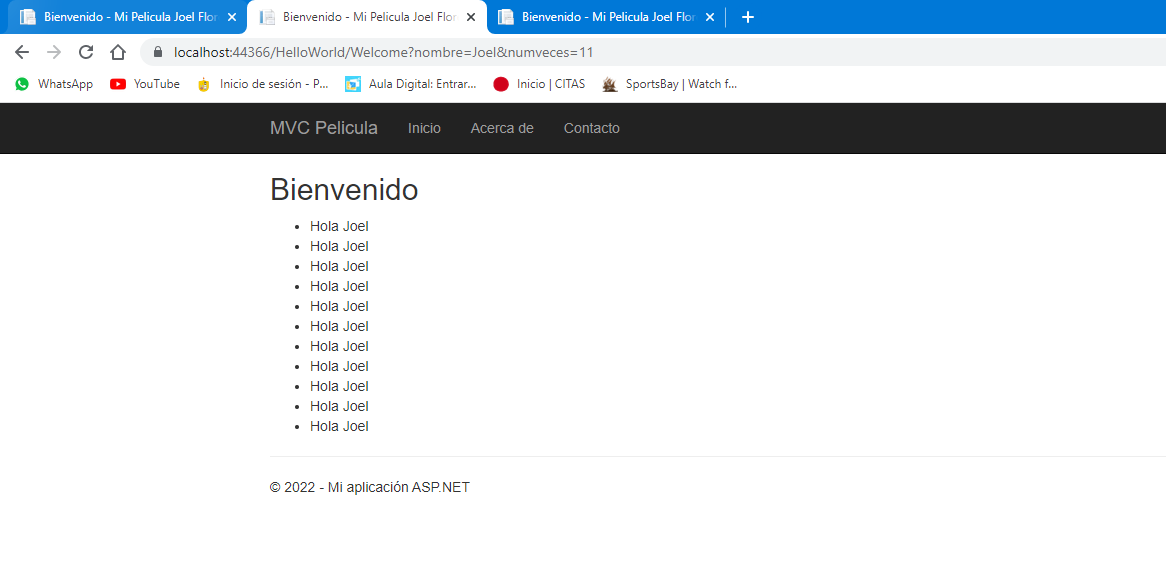 Bienvenido - Mi Pelicula Joel Flor
Bienvenido - Mi Pelicula Joel Flor
Bienvenido - Mi Pelicula Joel Flor
localhost:44366/HelloWorld/Welcome?nombre=Joel&numveces=11
WhatsApp YouTube Inicio de sesión - P... Aula Digital: Entrar... Inicio | CITAS SportsBay | Watch f...
MVC Pelicula Inicio Acerca de Contacto
Bienvenido
Hola Joel
Hola Joel
Hola Joel
Hola Joel
Hola Joel
Hola Joel
Hola Joel
Hola Joel
Hola Joel
Hola Joel
Hola Joel
© 2022 - Mi aplicación ASP.NET